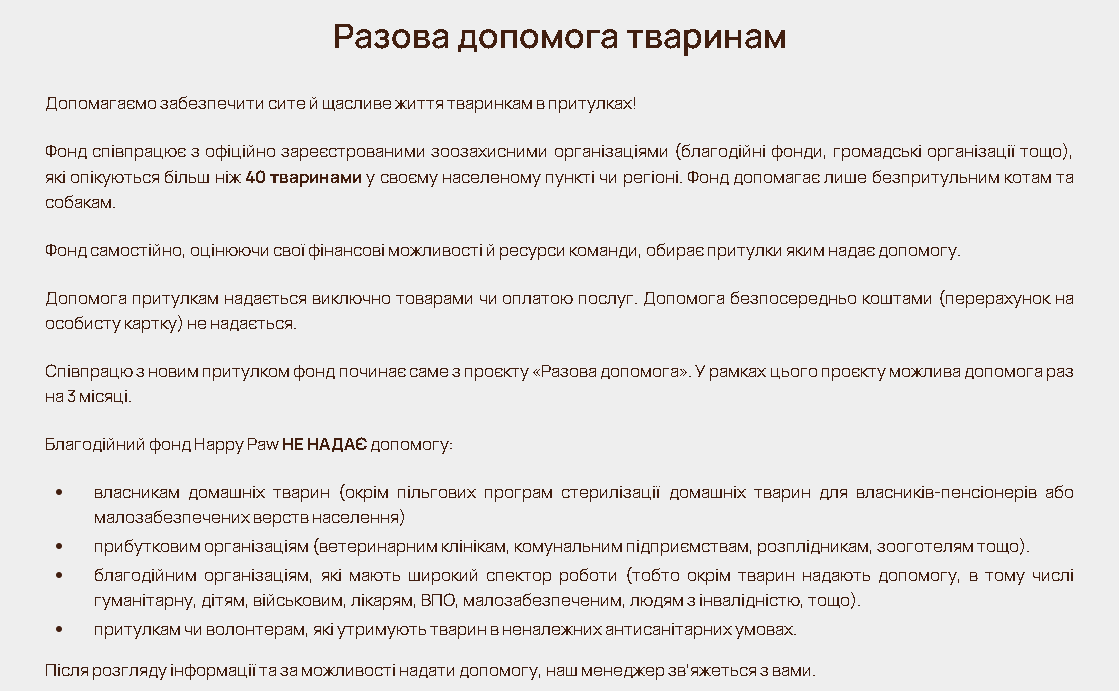 Разова допомога тваринам
Допомагаємо забезпечити сите й щасливе життя тваринкам в притулках!
Фонд співпрацює з офіційно зареєстрованими зоозахисними організаціями (благодійні фонди, громадські організації тощо),
які опікуються більш ніж 40 тваринами у своєму населеному пункті чи регіоні. Фонд допомагає лише безпритульним котам та
собакам.
Фонд самостійно, оцінюючи свої фінансові можливості й ресурси команди, обирає притулки яким надає допомогу.
Допомога притулкам надається виключно товарами чи оплатою послуг. Допомога безпосередньо коштами (перерахунок на
особисту картку) не надається.
Співпрацю з новим притулком фонд починає саме з проєкту «Разова допомога». У рамках цього проєкту можлива допомога раз
на 3 місяці.
Благодійний фонд Happy Paw НЕ НАДАЄ допомогу:
• власникам домашніх тварин (окрім пільгових програм стерилізації домашніх тварин для власників-пенсіонерів або
малозабезпечених верств населення)
• прибутковим організаціям (ветеринарним клінікам, комунальним підприємствам, розплідникам, зооготелям тощо).
• благодійним організаціям, які мають широкий спектор роботи (тобто окрім тварин надають допомогу, в тому числі
гуманітарну, дітям, військовим, лікарям, ВПО, малозабезпеченим, людям з інвалідністю, тощо).
• притулкам чи волонтерам, які утримують тварин в неналежних антисанітарних умовах.
Після розгляду інформації та за можливості надати допомогу, наш менеджер зв'яжеться з вами.